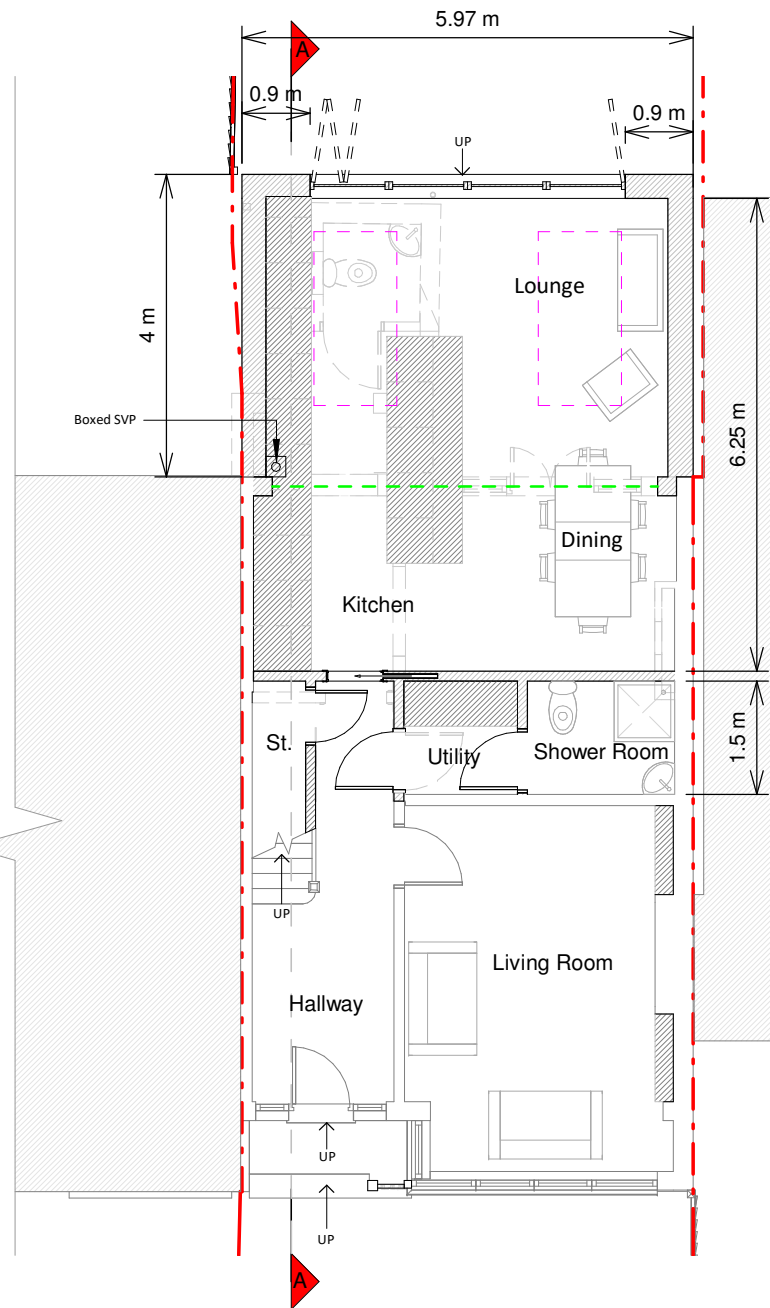 5.97 m
A
0.9 m
0.9 m
UP
Lounge
4 m
Boxed SVP
6.25 m
Dining
Kitchen
St.
Utility
Shower Room
1.5 m
UP
Living Room
Hallway
UP
UP
A